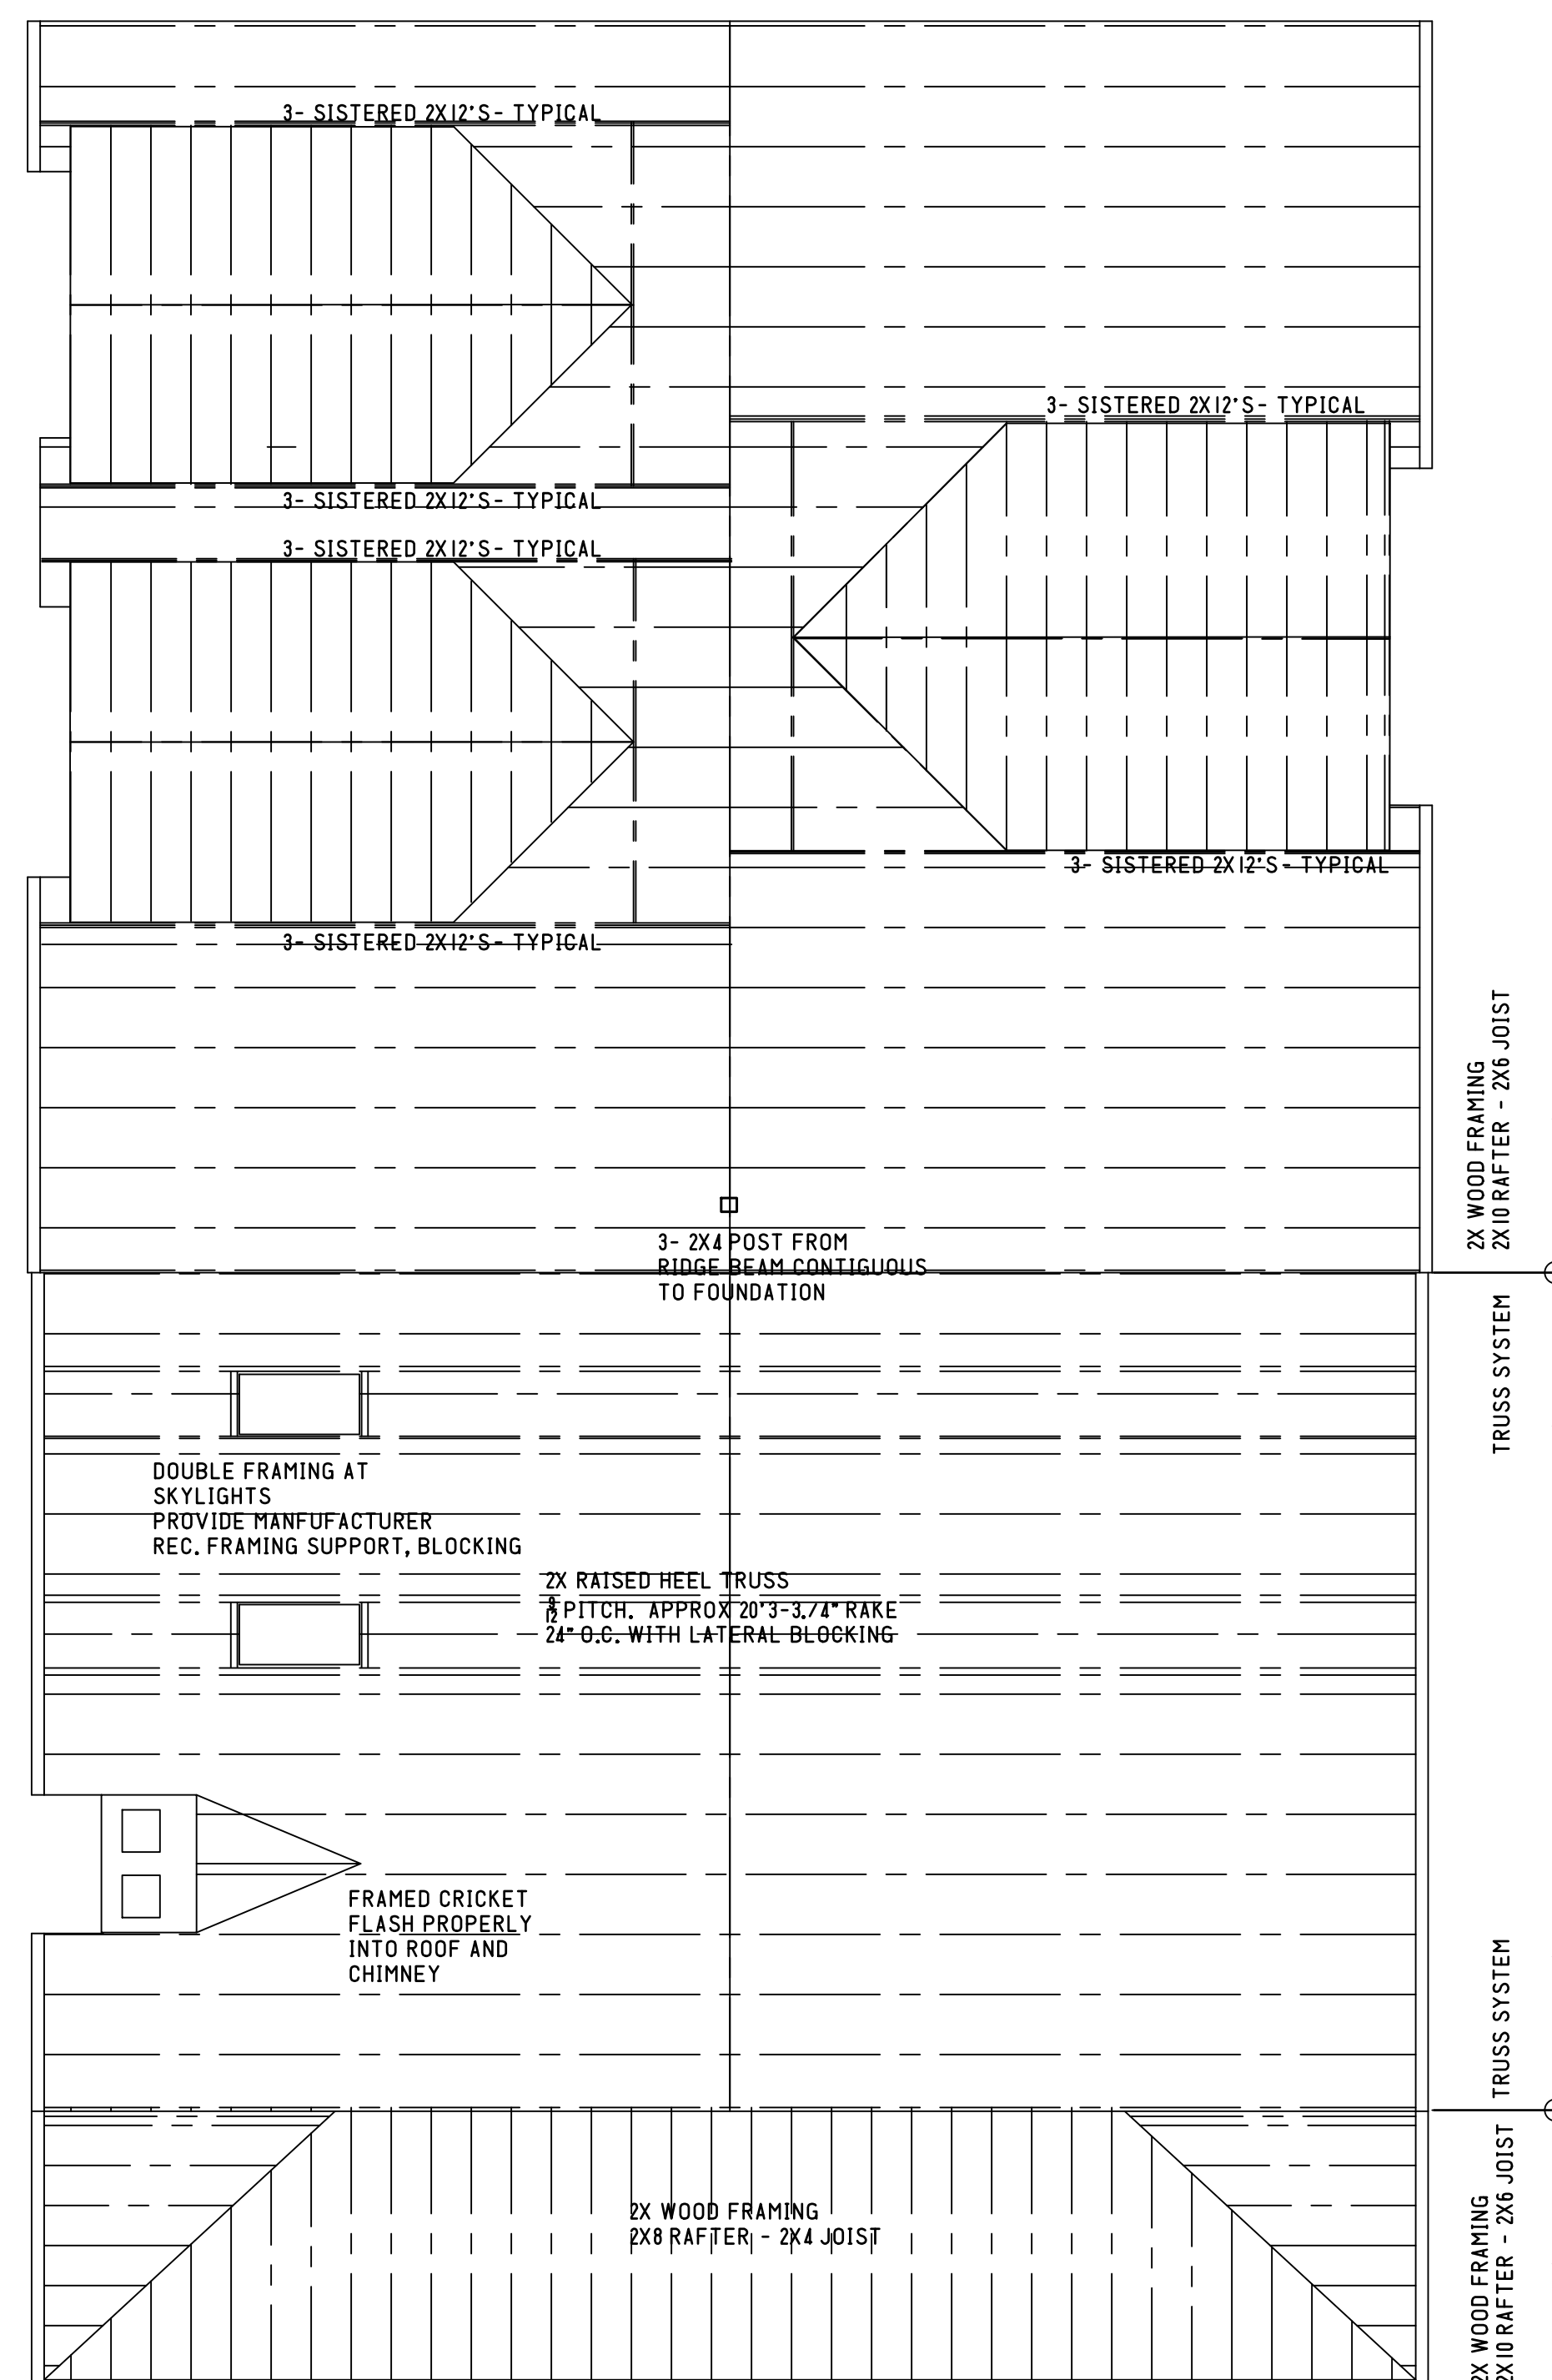 3- SISTERED 2X12'S- TYPICAL
3- SISTERED 2X12'S- TYPICAL
3- SISTERED 2X12'S- TYPICAL
3- SISTERED 2X12'S- TYPICAL
3- SISTERED 2X12'S- TYPICAL
3- SISTERED 2X12'S- TYPICAL
2X WOOD FRAMING
2X10 RAFTER - 2X6 JOIST
3- 2X4 POST FROM
RIDGE BEAM CONTIGUOUS
TO FOUNDATION
TRUSS SYSTEM
DOUBLE FRAMING AT
SKYLIGHTS
PROVIDE MANFUFACTURER
REC. FRAMING SUPPORT, BLOCKING
2X RAISED HEEL TRUSS
9/12 PITCH. APPROX 20'3-3./4" RAKE
24" O.C. WITH LATERAL BLOCKING
FRAMED CRICKET
FLASH PROPERLY
INTO ROOF AND
CHIMNEY
TRUSS SYSTEM
2X WOOD FRAMING
2X8 RAFTER - 2X4 JOIST
2X WOOD FRAMING
2X10 RAFTER - 2X6 JOIST